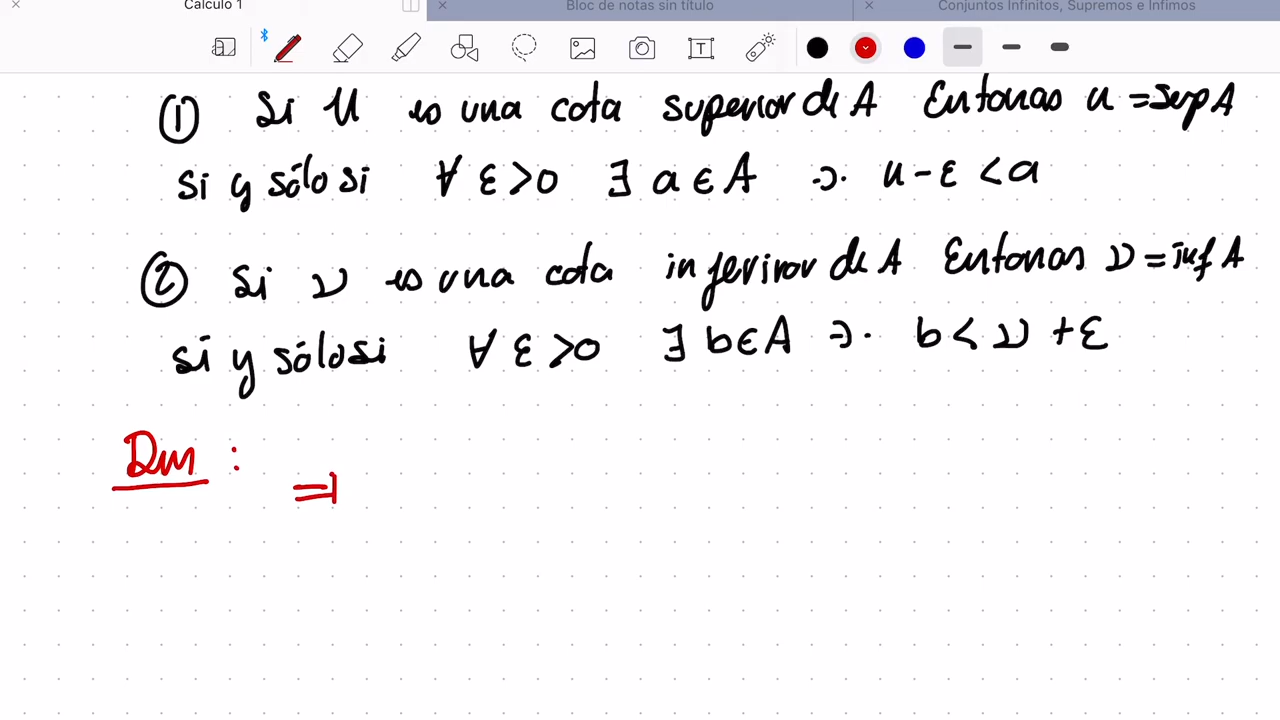 Calculo 1
Bloc de notas sin título
Conjuntos Infinitos, Supremos e Infimos
① Si u es una cota superior de A Entonces u = sup A
si y sólo si ∀ ε > 0 ∃ a ∈ A ∋· u - ε < a
② Si ν es una cota inferiror de A Entonces ν = inf A
si y sólo si ∀ ε > 0 ∃ b ∈ A ∋· b < ν + ε
Dm :